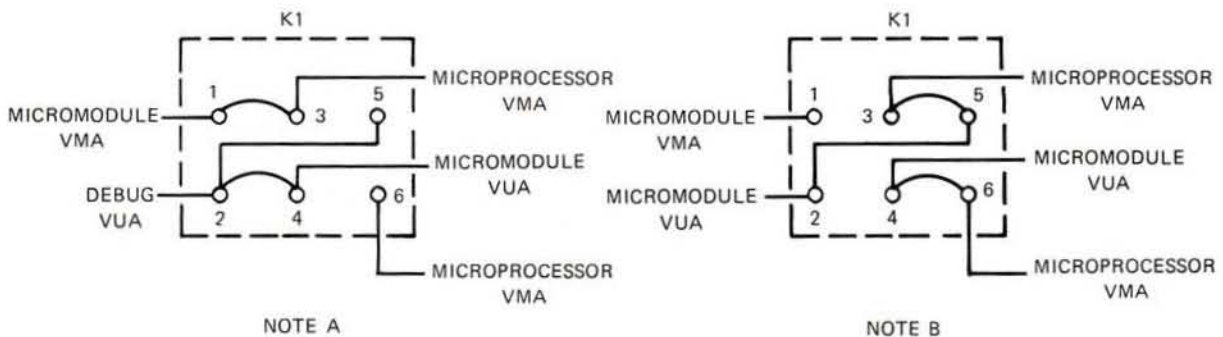 K1
1
3
5
MICROMODULE
VMA
MICROPROCESSOR
VMA
DEBUG
VUA
2
4
6
MICROMODULE
VUA
MICROPROCESSOR
VMA
NOTE A
K1
1
3
5
MICROMODULE
VMA
MICROPROCESSOR
VMA
MICROMODULE
VUA
2
4
6
MICROMODULE
VUA
MICROPROCESSOR
VMA
NOTE B